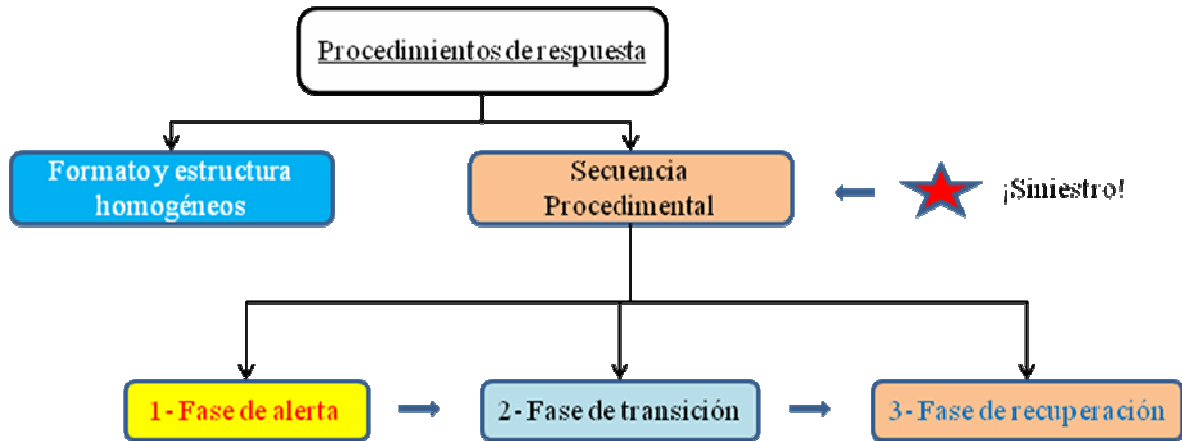 Procedimientos de respuesta
Formato y estructura
homogéneos
Secuencia
Procedimental
¡Siniestro!
1- Fase de alerta
2- Fase de transición
3- Fase de recuperación